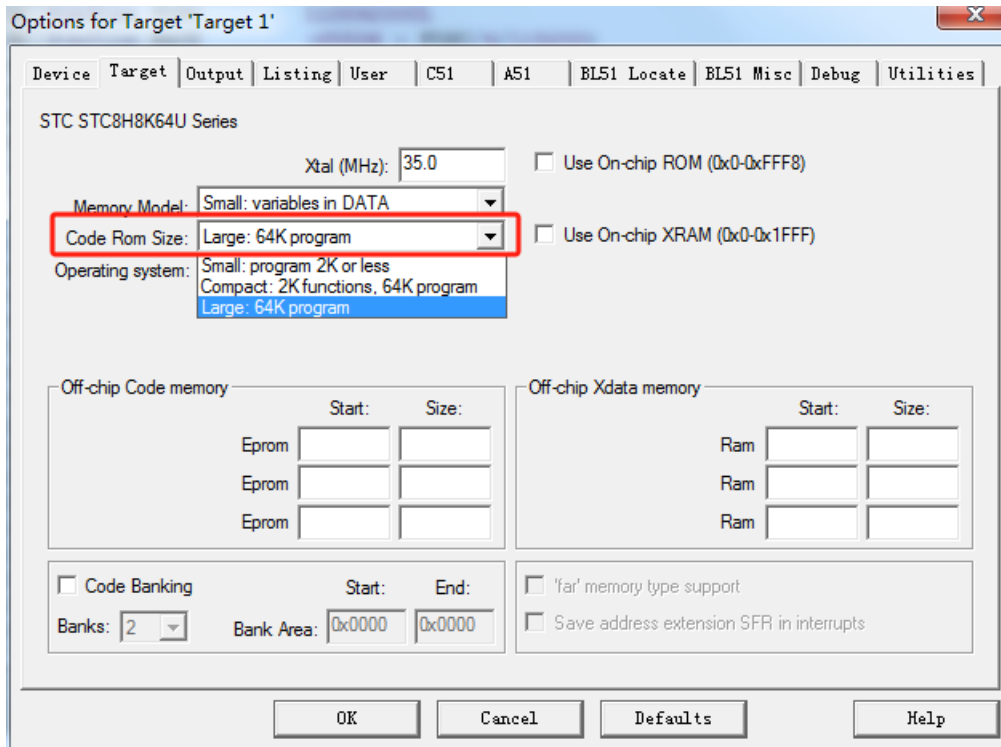 Options for Target 'Target 1'
Device Target Output Listing User C51 A51 BL51 Locate BL51 Misc Debug Utilities
STC STC8H8K64U Series
Xtal (MHz): 35.0 Use On-chip ROM (0x0-0xFFF8)
Memory Model: Small: variables in DATA
Code Rom Size: Large: 64K program Use On-chip XRAM (0x0-0x1FFF)
Operating system: Small: program 2K or less
Compact: 2K functions, 64K program
Large: 64K program
Off-chip Code memory
Start: Size:
Eprom
Eprom
Eprom
Off-chip Xdata memory
Start: Size:
Ram
Ram
Ram
Code Banking Start: End:
Banks: 2 Bank Area: 0x0000 0x0000
'far' memory type support
Save address extension SFR in interrupts
OK Cancel Defaults Help